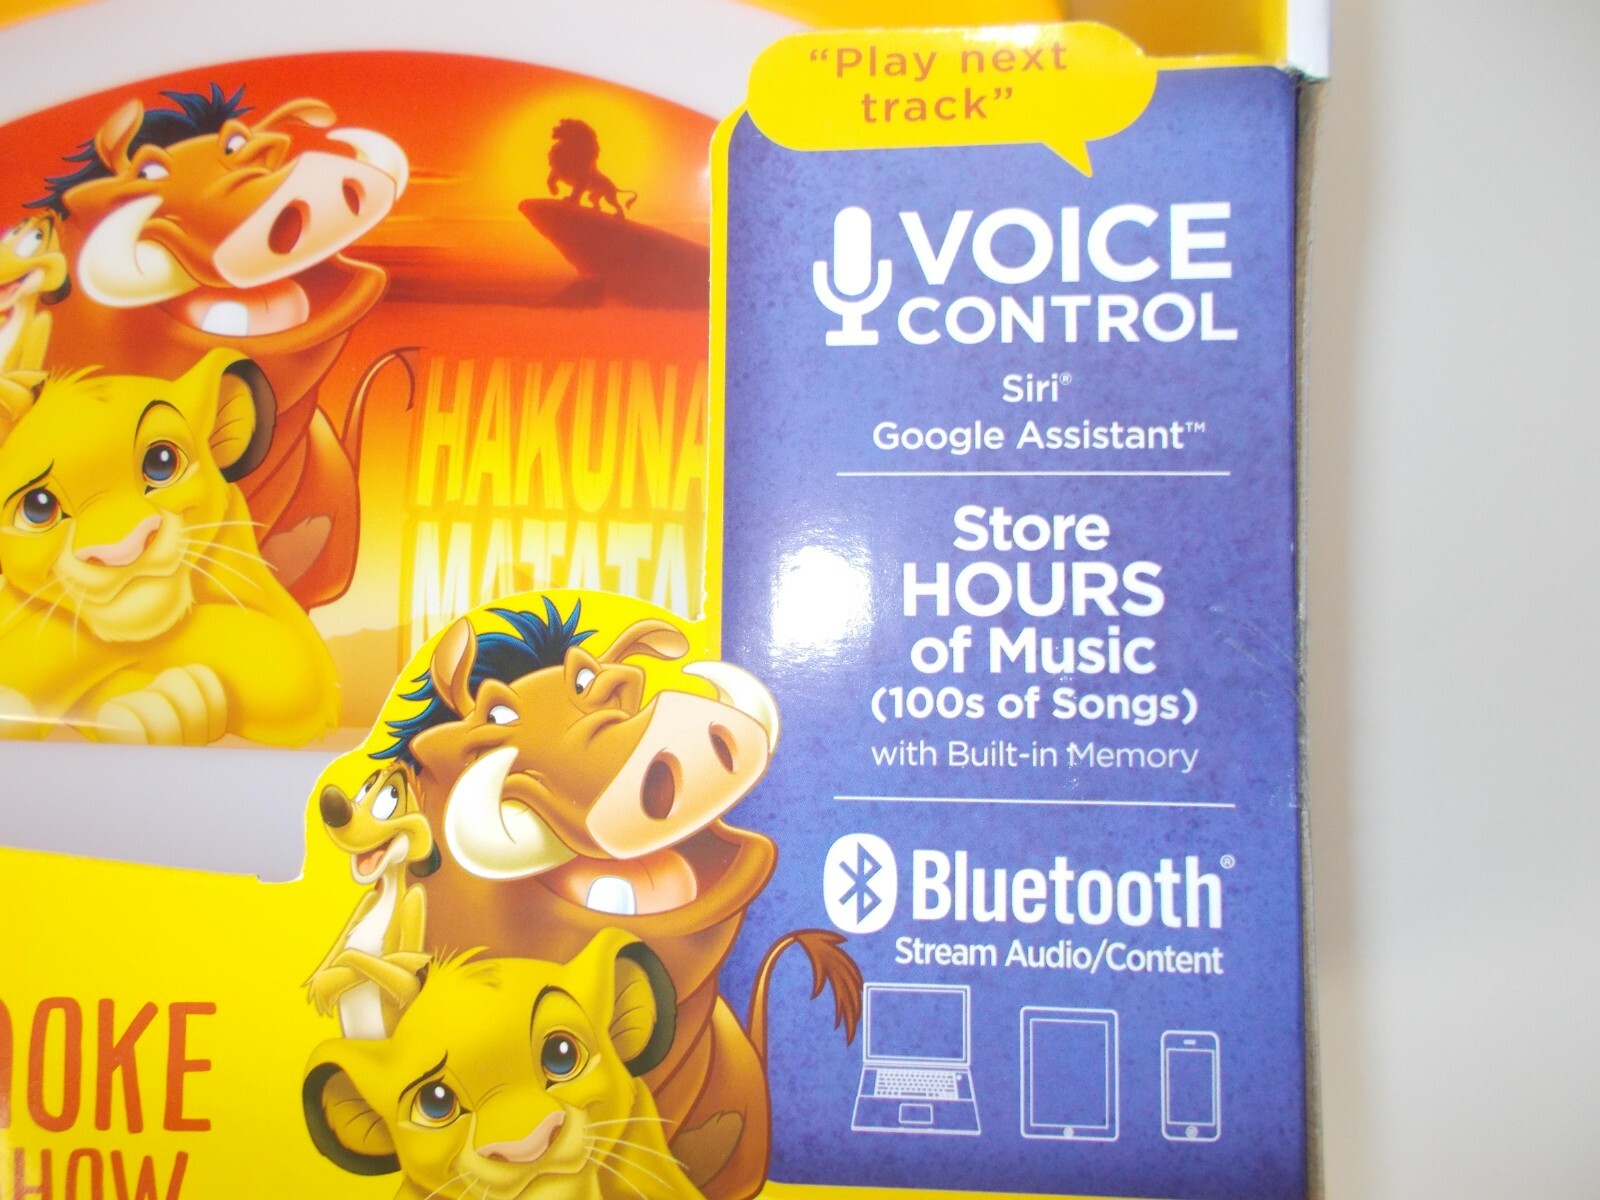 "Play next
track"
VOICE
CONTROL
Siri®
Google Assistant™
Store
HOURS
of Music
(100s of Songs)
with Built-in Memory
Bluetooth®
Stream Audio/Content
HAKUNA
MATATA
OKE
HOW